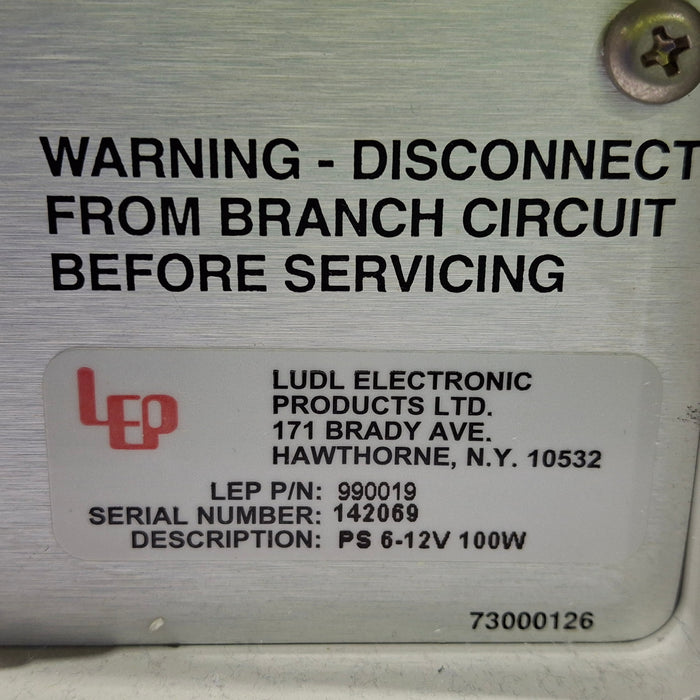 WARNING - DISCONNECT
FROM BRANCH CIRCUIT
BEFORE SERVICING
LEP
LUDL ELECTRONIC
PRODUCTS LTD.
171 BRADY AVE.
HAWTHORNE, N.Y. 10532
LEP P/N: 990019
SERIAL NUMBER: 142069
DESCRIPTION: PS 6-12V 100W
73000126